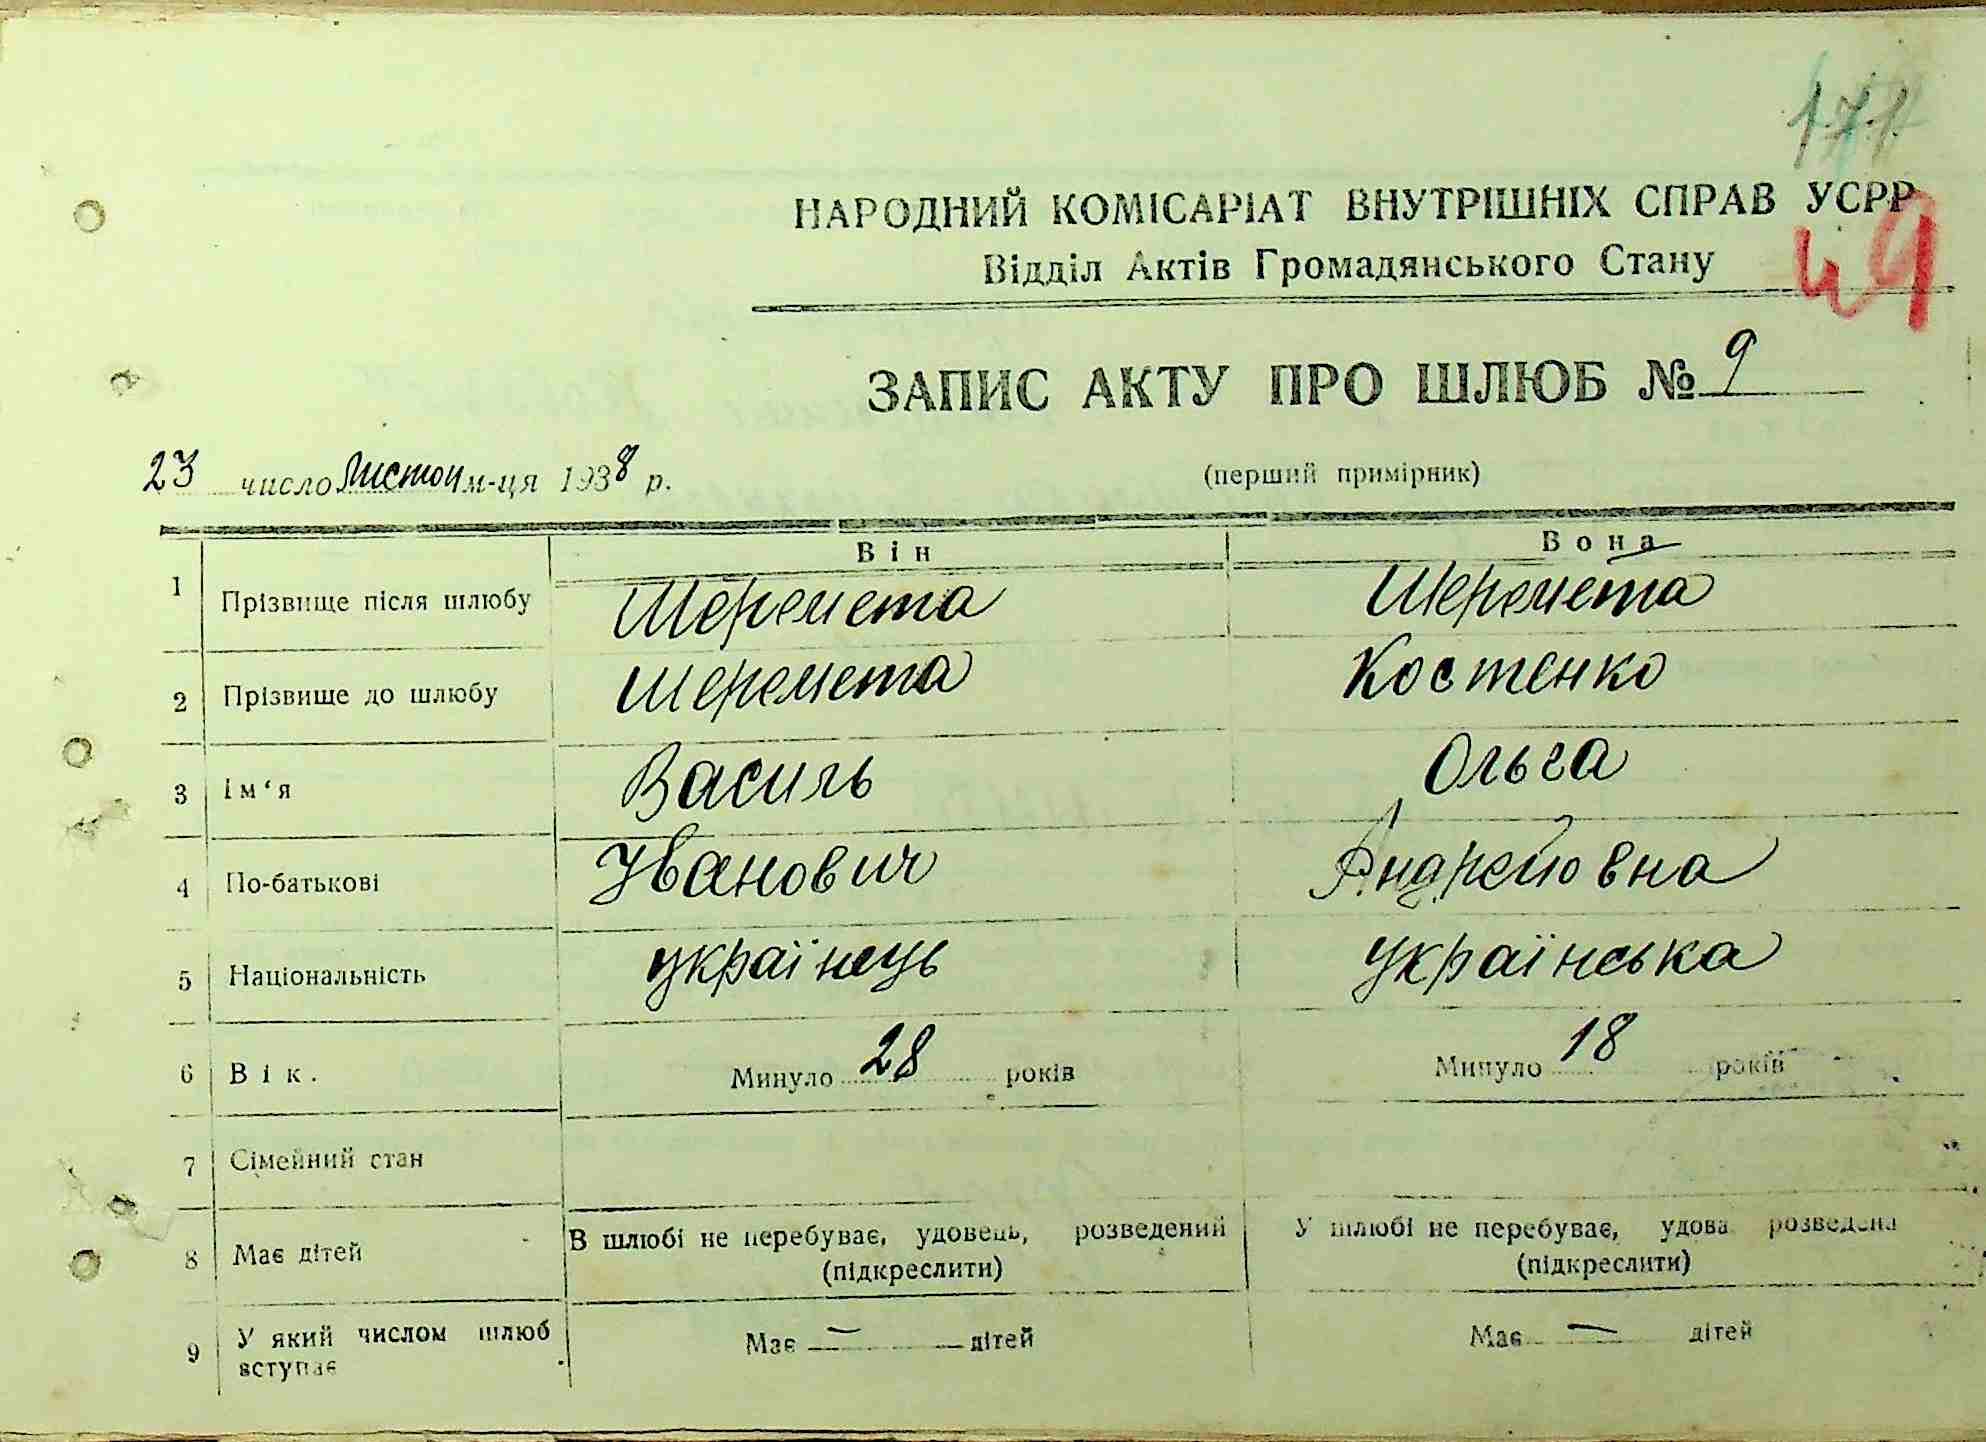 171
НАРОДНИЙ КОМІСАРІАТ ВНУТРІШНІХ СПРАВ УСРР
49
Відділ Актів Громадянського Стану
ЗАПИС АКТУ ПРО ШЛЮБ № 9
23 число листоп м-ця 1938 р.
(перший примірник)
Він Вона
1 Прізвище після шлюбу Шеремета Шеремета
2 Прізвище до шлюбу Шеремета Костенко
3 Ім‘я Василь Ольга
4 По-батькові Іванович Андрейовна
5 Національність українець українська
6 Вік. Минуло 28 років Минуло 18 років
7 Сімейний стан
8 Має дітей В шлюбі не перебуває, удовець, розведений У шлюбі не перебуває, удова розведена
(підкреслити) (підкреслити)
9 У який числом шлюб вступає Має — дітей Має — дітей